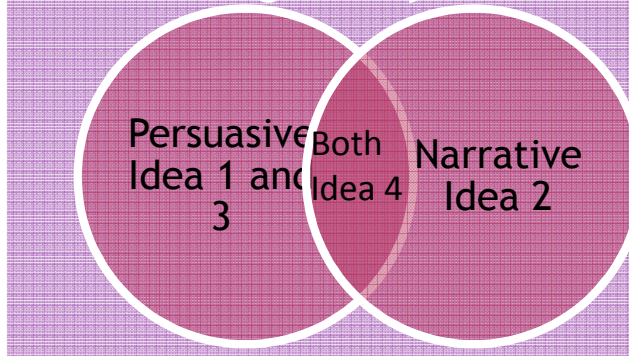 Persuasive
Idea 1 and
3
Both
Idea 4
Narrative
Idea 2